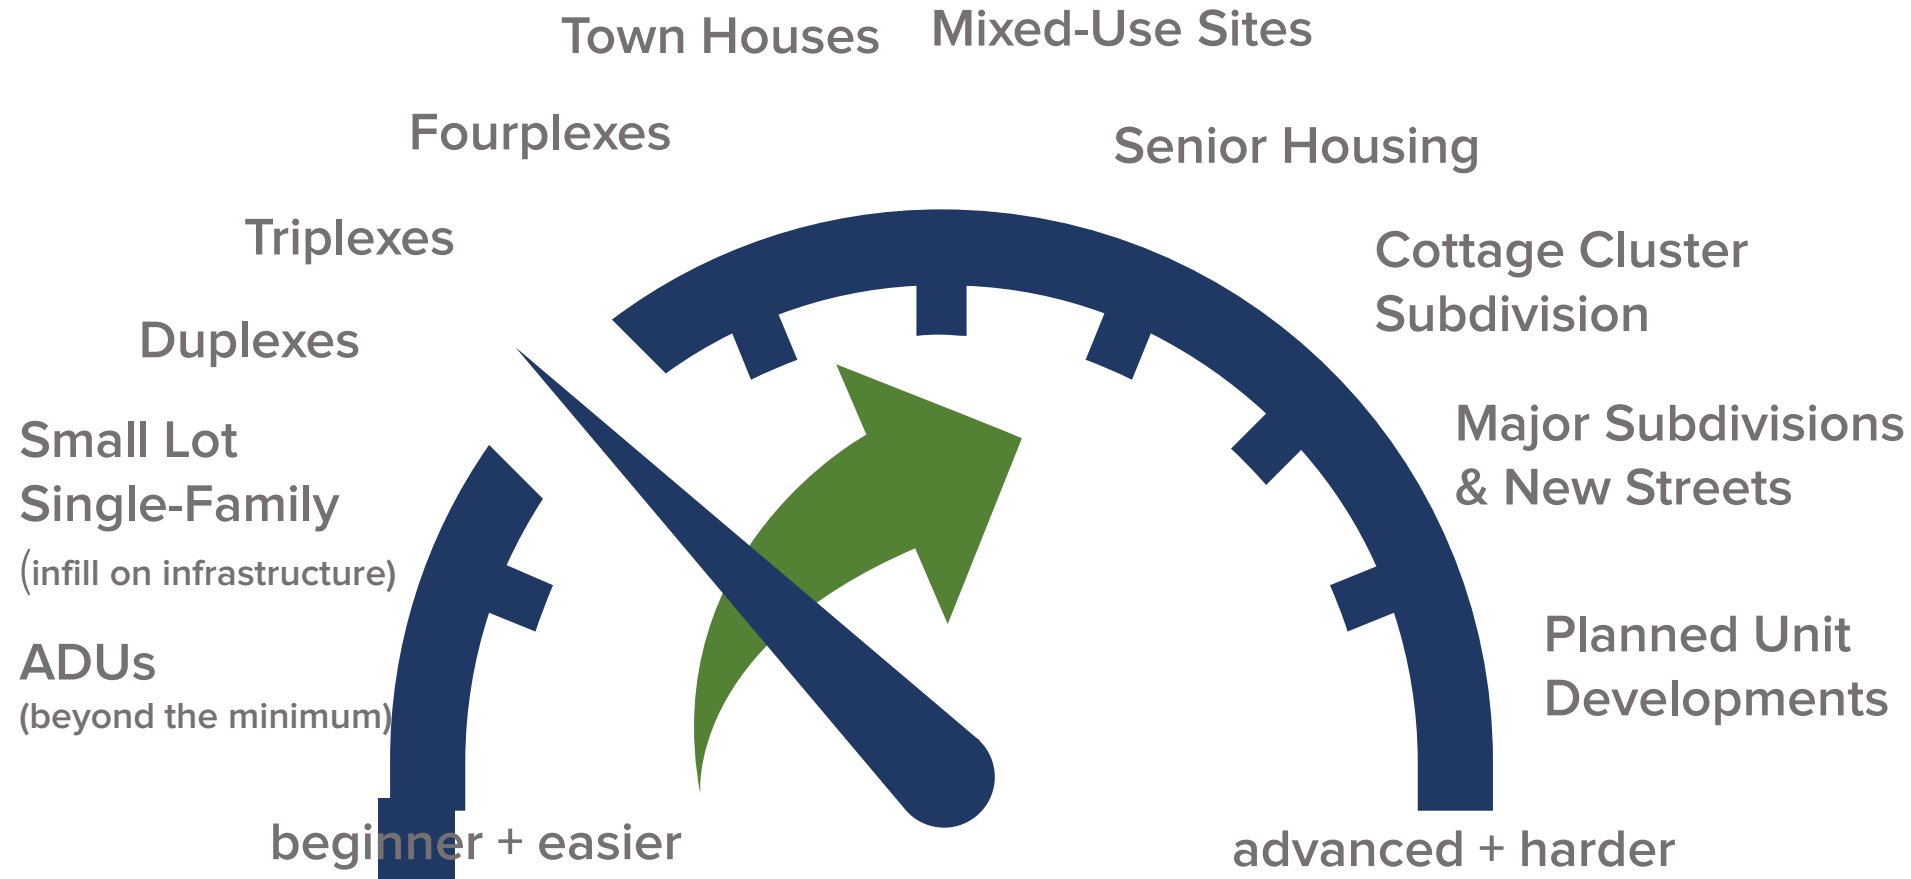 Town Houses
Mixed-Use Sites
Fourplexes
Senior Housing
Triplexes
Cottage Cluster
Subdivision
Duplexes
Small Lot
Single-Family
(infill on infrastructure)
Major Subdivisions
& New Streets
ADUs
(beyond the minimum)
Planned Unit
Developments
beginner + easier
advanced + harder